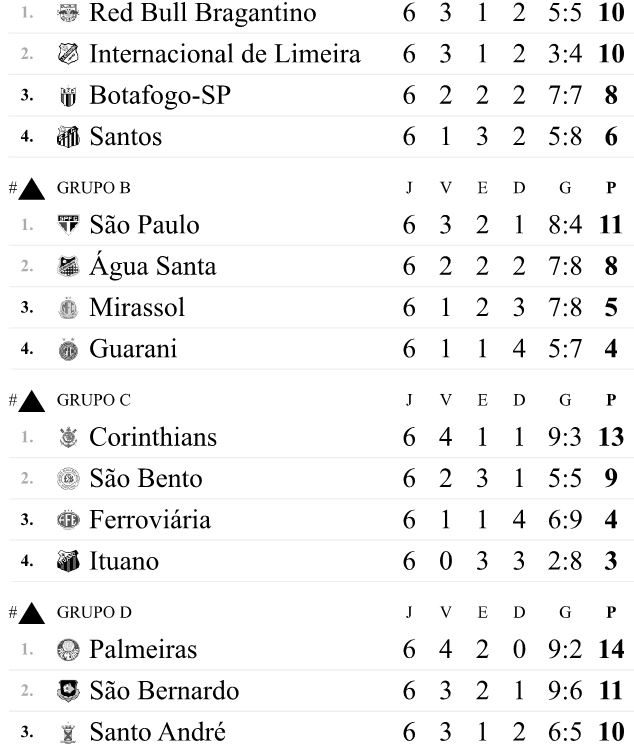 1. Red Bull Bragantino 6 3 1 2 5:5 10
2. Internacional de Limeira 6 3 1 2 3:4 10
3. Botafogo-SP 6 2 2 2 7:7 8
4. Santos 6 1 3 2 5:8 6
# GRUPO B J V E D G P
1. São Paulo 6 3 2 1 8:4 11
2. Água Santa 6 2 2 2 7:8 8
3. Mirassol 6 1 2 3 7:8 5
4. Guarani 6 1 1 4 5:7 4
# GRUPO C J V E D G P
1. Corinthians 6 4 1 1 9:3 13
2. São Bento 6 2 3 1 5:5 9
3. Ferroviária 6 1 1 4 6:9 4
4. Ituano 6 0 3 3 2:8 3
# GRUPO D J V E D G P
1. Palmeiras 6 4 2 0 9:2 14
2. São Bernardo 6 3 2 1 9:6 11
3. Santo André 6 3 1 2 6:5 10